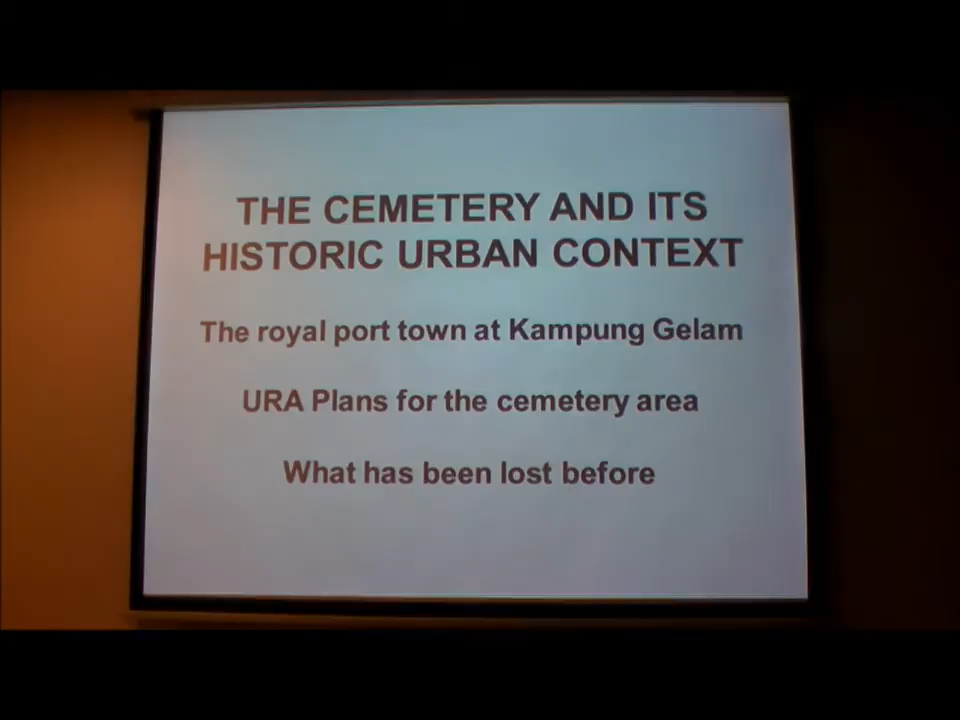 THE CEMETERY AND ITS
HISTORIC URBAN CONTEXT
The royal port town at Kampung Gelam
URA Plans for the cemetery area
What has been lost before